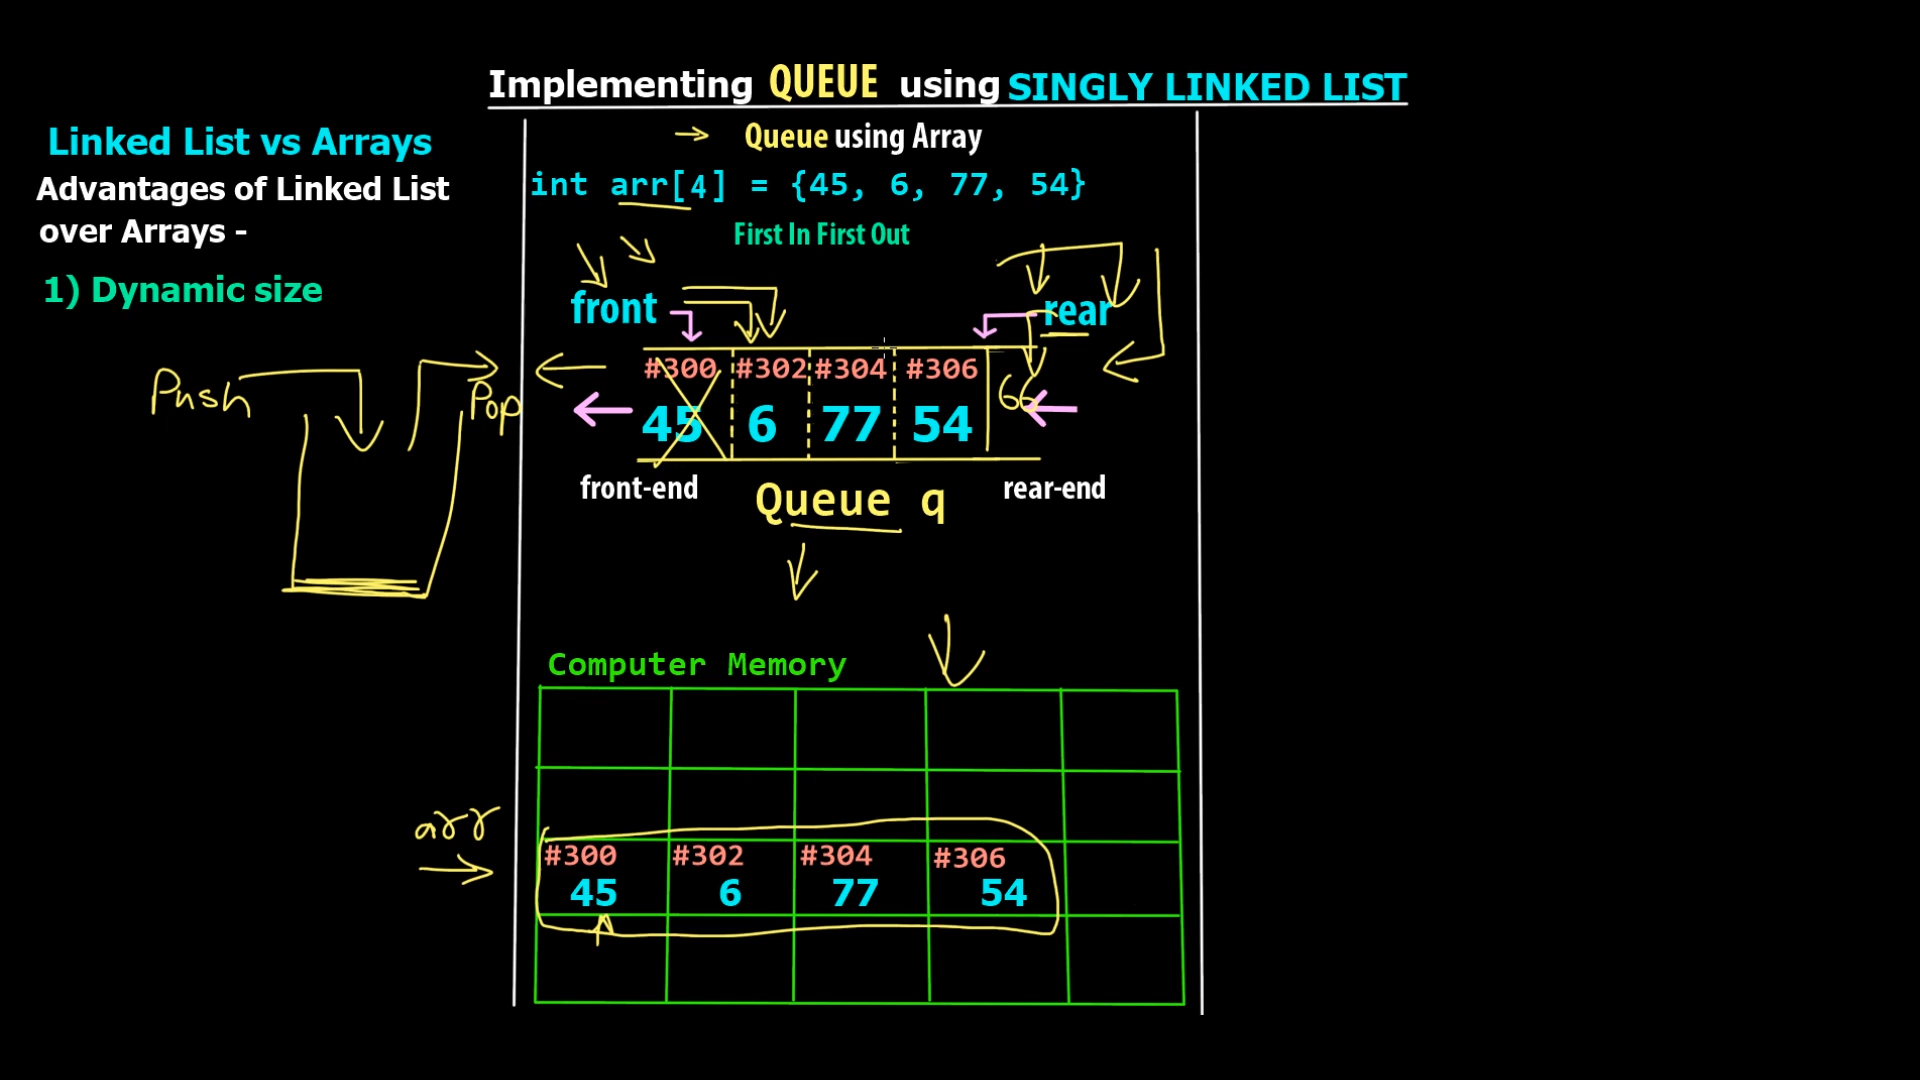 Implementing QUEUE using SINGLY LINKED LIST
Linked List vs Arrays
Advantages of Linked List
over Arrays -
1) Dynamic size
Push
Pop
→ Queue using Array
int arr[4] = {45, 6, 77, 54}
First In First Out
front
rear
#300 #302 #304 #306
45 6 77 54 66
front-end
rear-end
Queue q
Computer Memory
arr
#300 #302 #304 #306
45 6 77 54